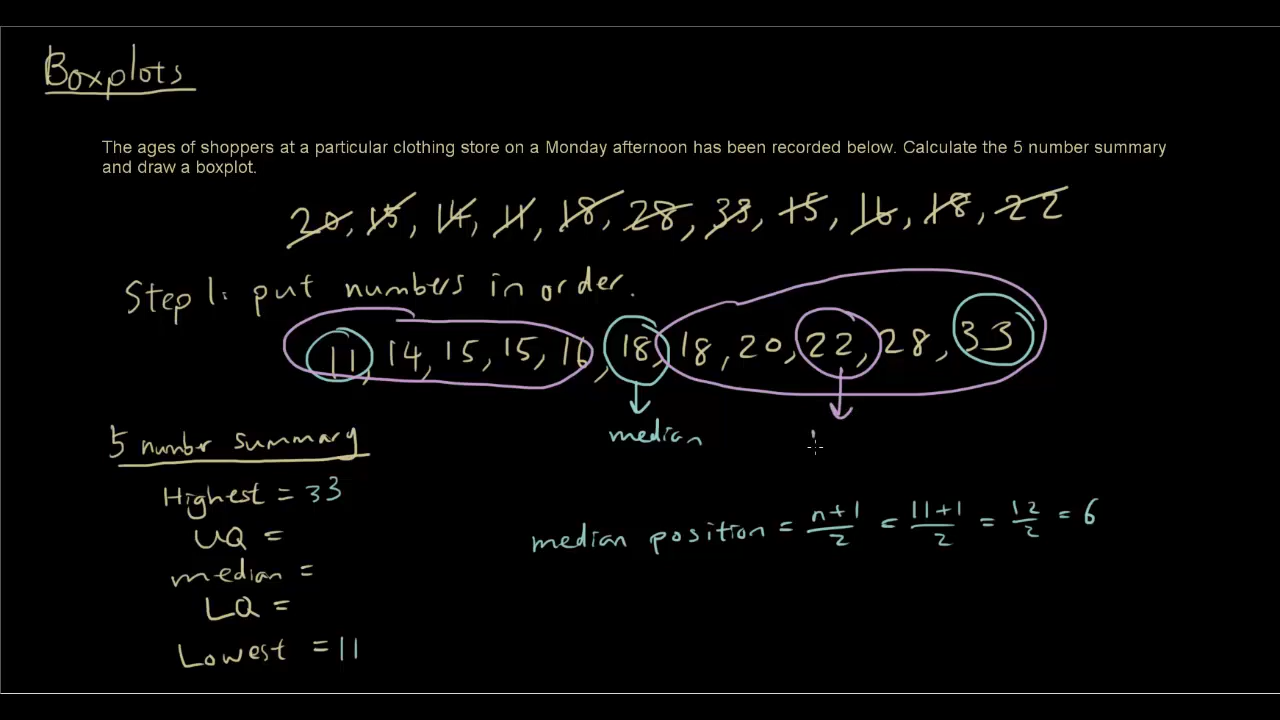 Boxplots
The ages of shoppers at a particular clothing store on a Monday afternoon has been recorded below. Calculate the 5 number summary
and draw a boxplot.
20, 15, 14, 11, 18, 28, 33, 15, 16, 18, 22
Step 1: put numbers in order.
11, 14, 15, 15, 16, 18, 18, 20, 22, 28, 33
median
5 number summary
Highest = 33
UQ =
median =
LQ =
Lowest = 11
median position = n+1/2 = 11+1/2 = 12/2 = 6